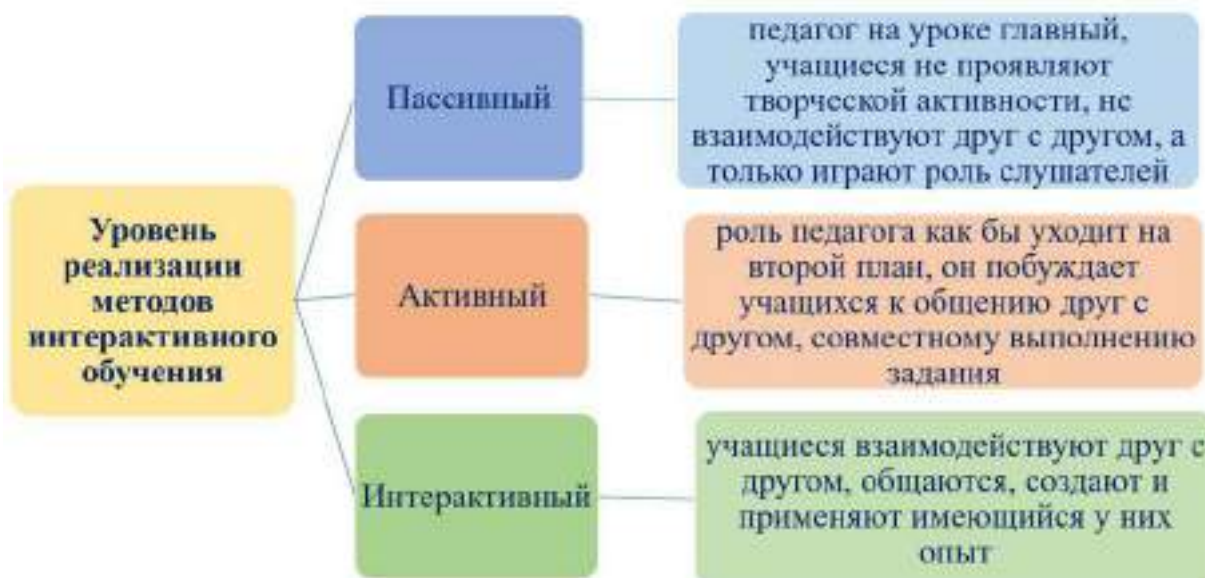 Уровень
реализации
методов
интерактивного
обучения
Пассивный
педагог на уроке главный,
учащиеся не проявляют
творческой активности, не
взаимодействуют друг с другом, а
только играют роль слушателей
Активный
роль педагога как бы уходит на
второй план, он побуждает
учащихся к общению друг с
другом, совместному выполнению
задания
Интерактивный
учащиеся взаимодействуют друг с
другом, общаются, создают и
применяют имеющийся у них
опыт